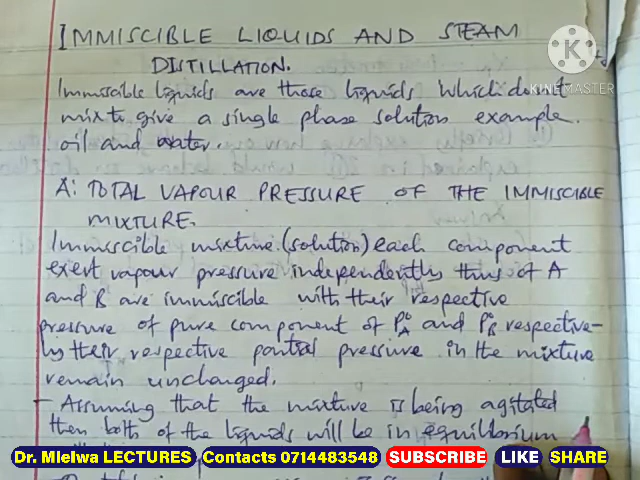 IMMISCIBLE LIQUIDS AND STEAM
DISTILLATION.
Immiscible liquids are those liquids which don't
mix to give a single phase solution example.
oil and water.
A: TOTAL VAPOUR PRESSURE OF THE IMMISCIBLE
MIXTURE.
Immiscible mixture (solution) each component
exert vapour pressure independently thus if A
and B are immiscible with their respective
pressure of pure component of P°A and P°B respective-
ly their respective partial pressure in the mixture
remain unchanged.
- Assuming that the mixture is being agitated
then both of the liquids will be in equilibrium
K
KINEMASTER
Dr. Mlelwa LECTURES Contacts 0714483548 SUBSCRIBE LIKE SHARE